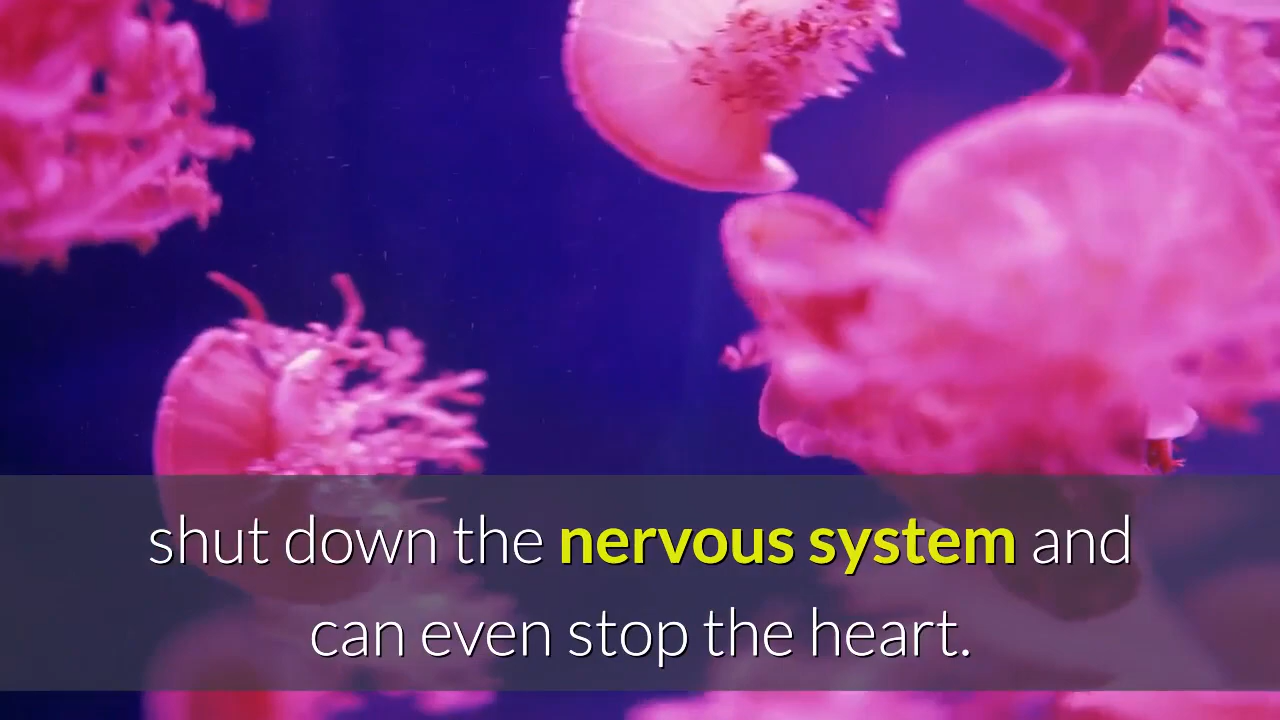 shut down the nervous system and
can even stop the heart.